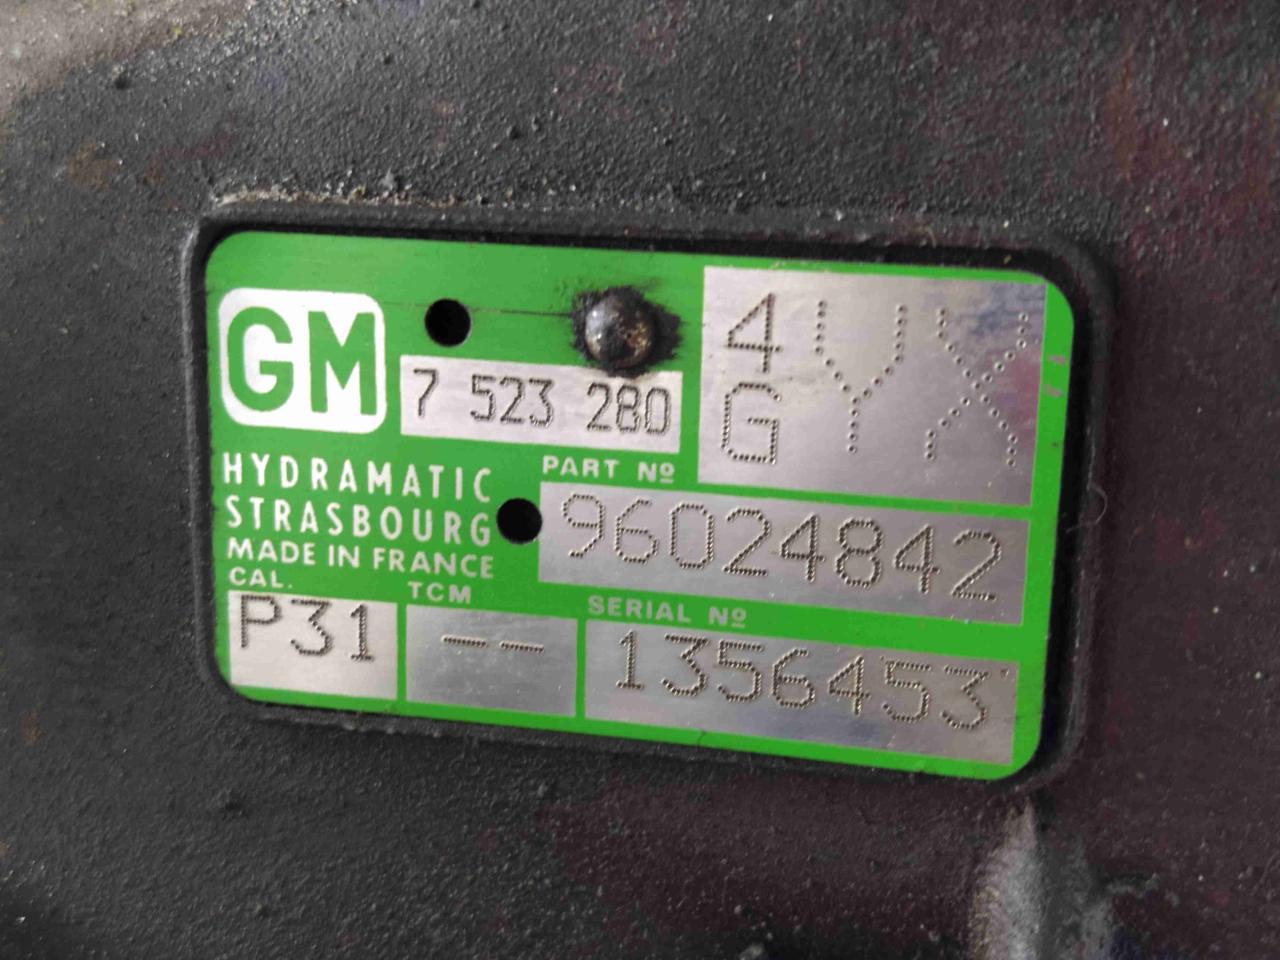 GM
7 523 280
4 YX
G
HYDRAMATIC
STRASBOURG
MADE IN FRANCE
PART Nº
96024842
CAL.
P31
TCM
--
SERIAL Nº
1356453